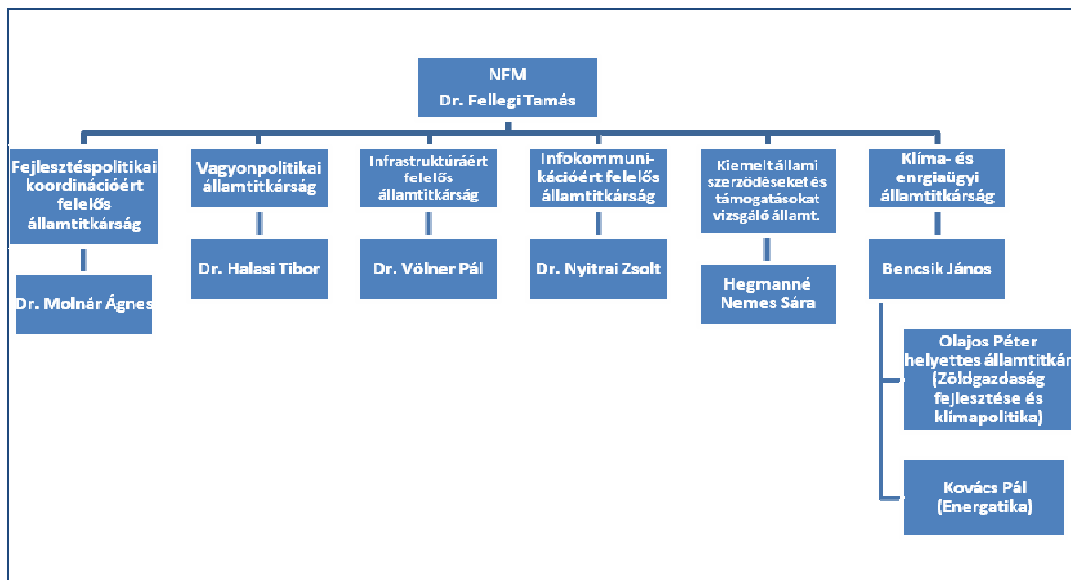 NFM
Dr. Fellegi Tamás
Fejlesztéspolitikai
koordinációért
felelős
államtitkárság
Dr. Molnár Ágnes
Vagyonpolitikai
államtitkárság
Dr. Halasi Tibor
Infrastruktúráért
felelős
államtitkárság
Dr. Völner Pál
Infokommuni-
kációért felelős
államtitkárság
Dr. Nyitrai Zsolt
Kiemelt állami
szerződéseket és
támogatásokat
vizsgáló államt.
Hegmanné
Nemes Sára
Klíma- és
enrgiaügyi
államtitkárság
Bencsik János
Olajos Péter
helyettes államtitkár
(Zöldgazdaság
fejlesztése és
klímapolitika)
Kovács Pál
(Energatika)